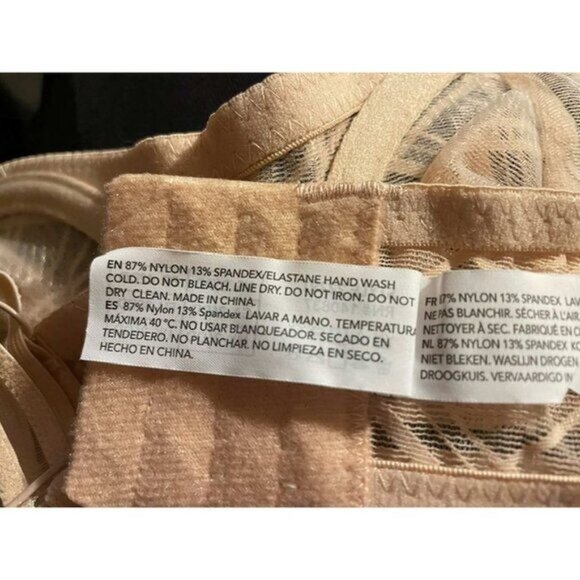 EN 87% NYLON 13% SPANDEX/ELASTANE HAND WASH
COLD. DO NOT BLEACH. LINE DRY. DO NOT IRON. DO NOT
DRY CLEAN. MADE IN CHINA.
ES 87% Nylon 13% Spandex LAVAR A MANO. TEMPERATURA
MÁXIMA 40 °C. NO USAR BLANQUEADOR. SECADO EN
TENDEDERO. NO PLANCHAR. NO LIMPIEZA EN SECO.
HECHO EN CHINA.
FR 87% NYLON 13% SPANDEX LAV
NE PAS BLANCHIR. SÉCHER À L'AIR.
NETTOYER À SEC. FABRIQUÉ EN
NL 87% NYLON 13% SPANDEX
NIET BLEKEN. WASLIJN DROGEN
DROOGKUIS. VERVAARDIGD IN